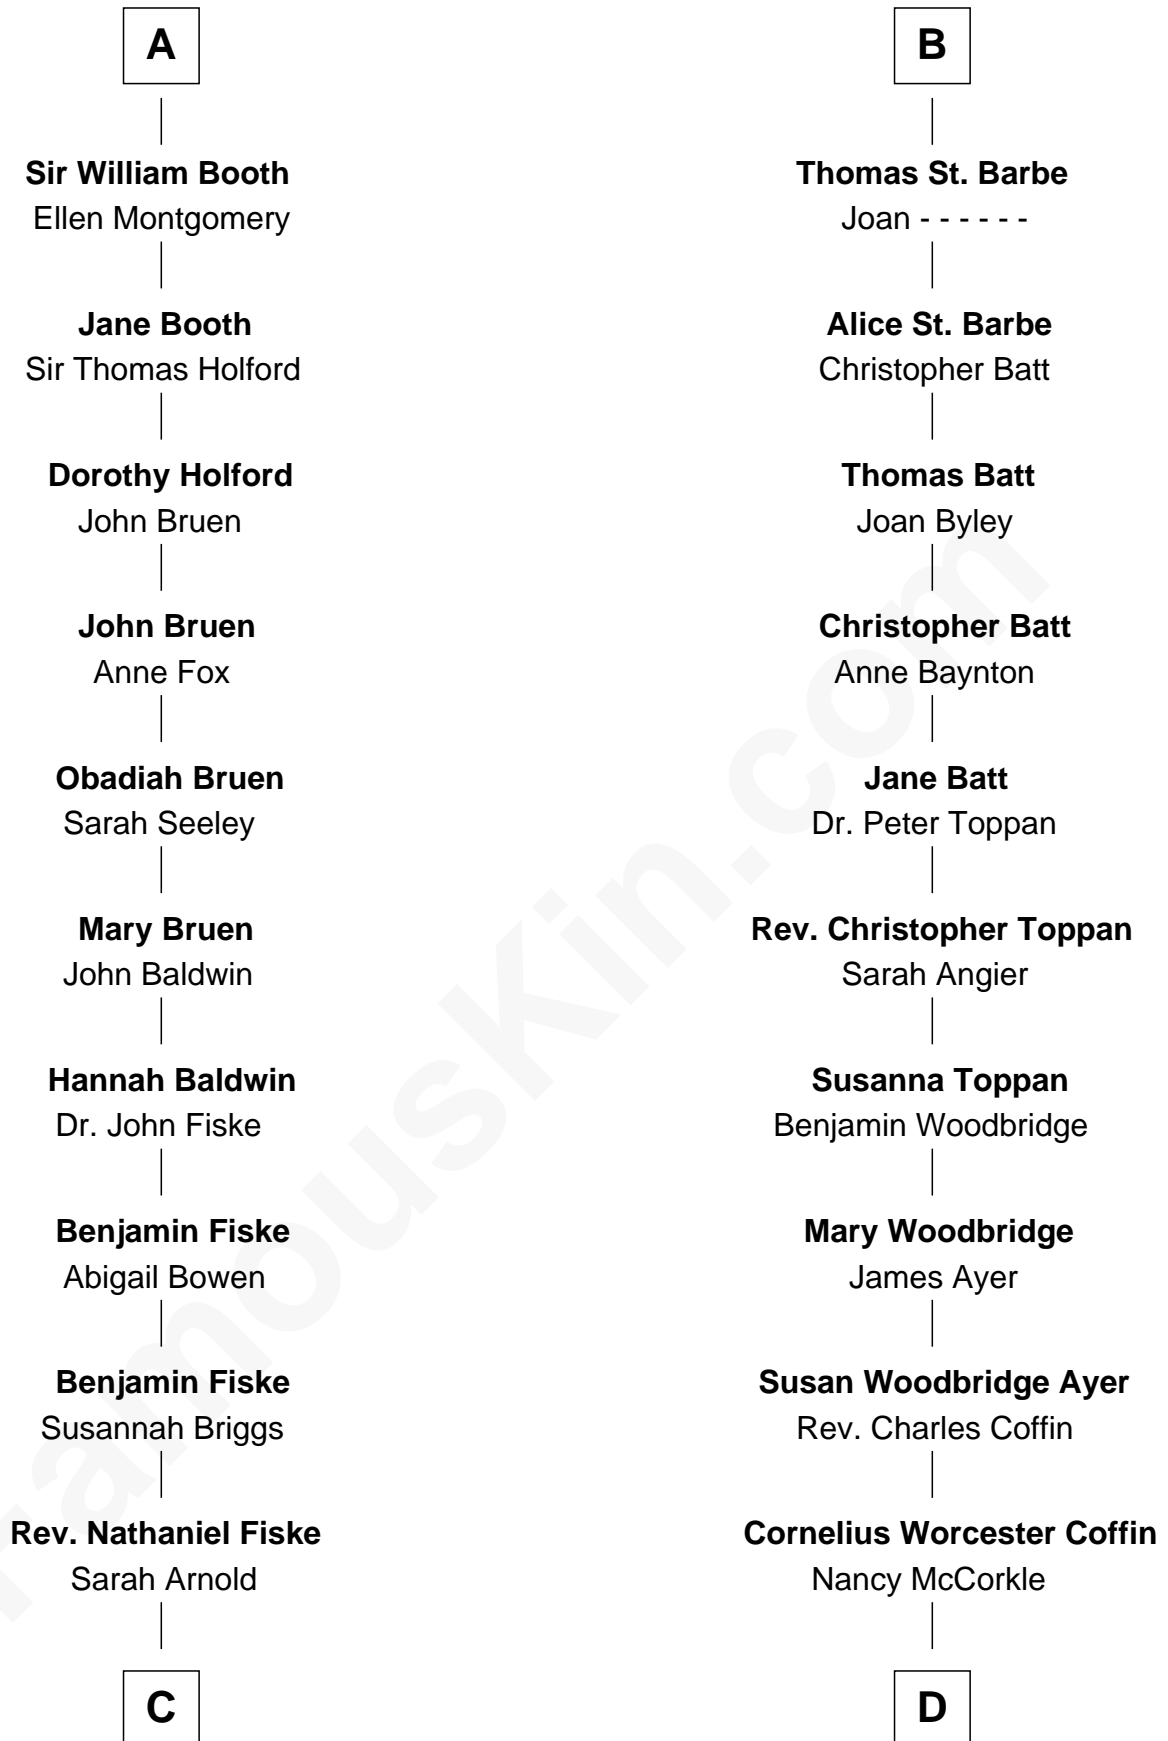 A
Sir William Booth
Ellen Montgomery
Jane Booth
Sir Thomas Holford
Dorothy Holford
John Bruen
John Bruen
Anne Fox
Obadiah Bruen
Sarah Seeley
Mary Bruen
John Baldwin
Hannah Baldwin
Dr. John Fiske
Benjamin Fiske
Abigail Bowen
Benjamin Fiske
Susannah Briggs
Rev. Nathaniel Fiske
Sarah Arnold
C
B
Thomas St. Barbe
Joan - - - - - -
Alice St. Barbe
Christopher Batt
Thomas Batt
Joan Byley
Christopher Batt
Anne Baynton
Jane Batt
Dr. Peter Toppan
Rev. Christopher Toppan
Sarah Angier
Susanna Toppan
Benjamin Woodbridge
Mary Woodbridge
James Ayer
Susan Woodbridge Ayer
Rev. Charles Coffin
Cornelius Worcester Coffin
Nancy McCorkle
D
FamousKin.com